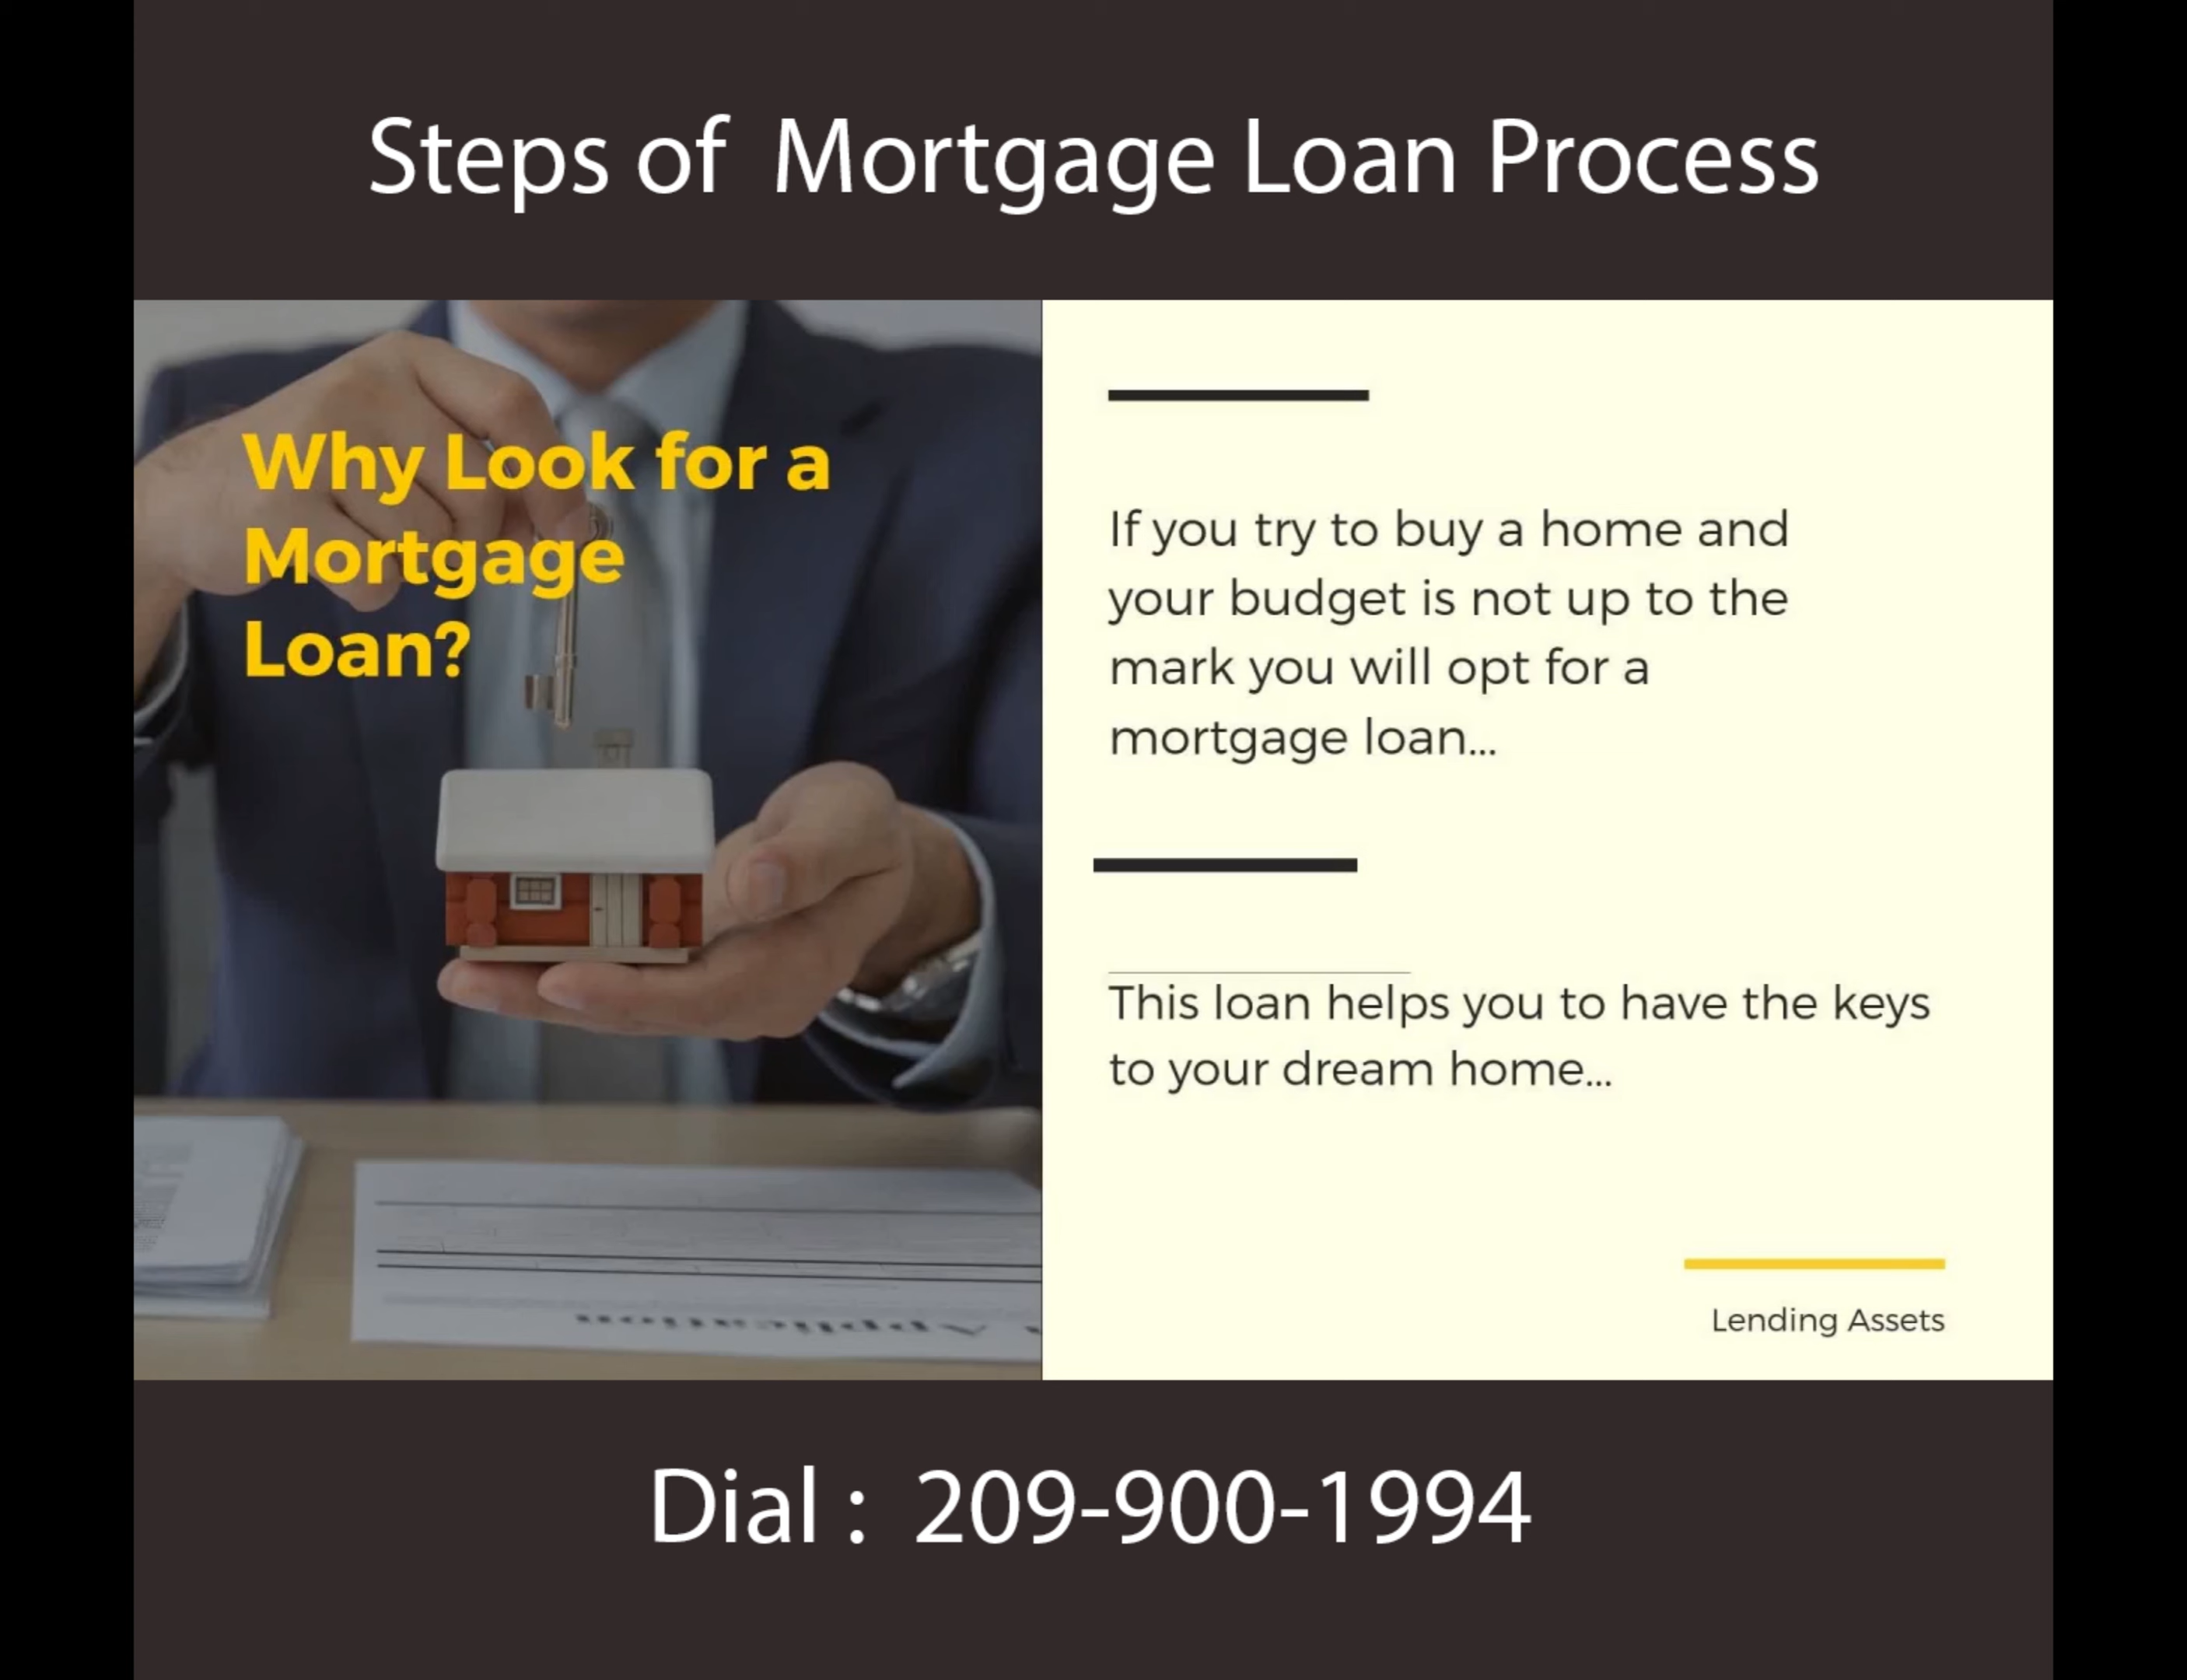 Steps of Mortgage Loan Process
Why Look for a
Mortgage
Loan?
If you try to buy a home and
your budget is not up to the
mark you will opt for a
mortgage loan...
This loan helps you to have the keys
to your dream home...
Application
Lending Assets
Dial : 209-900-1994